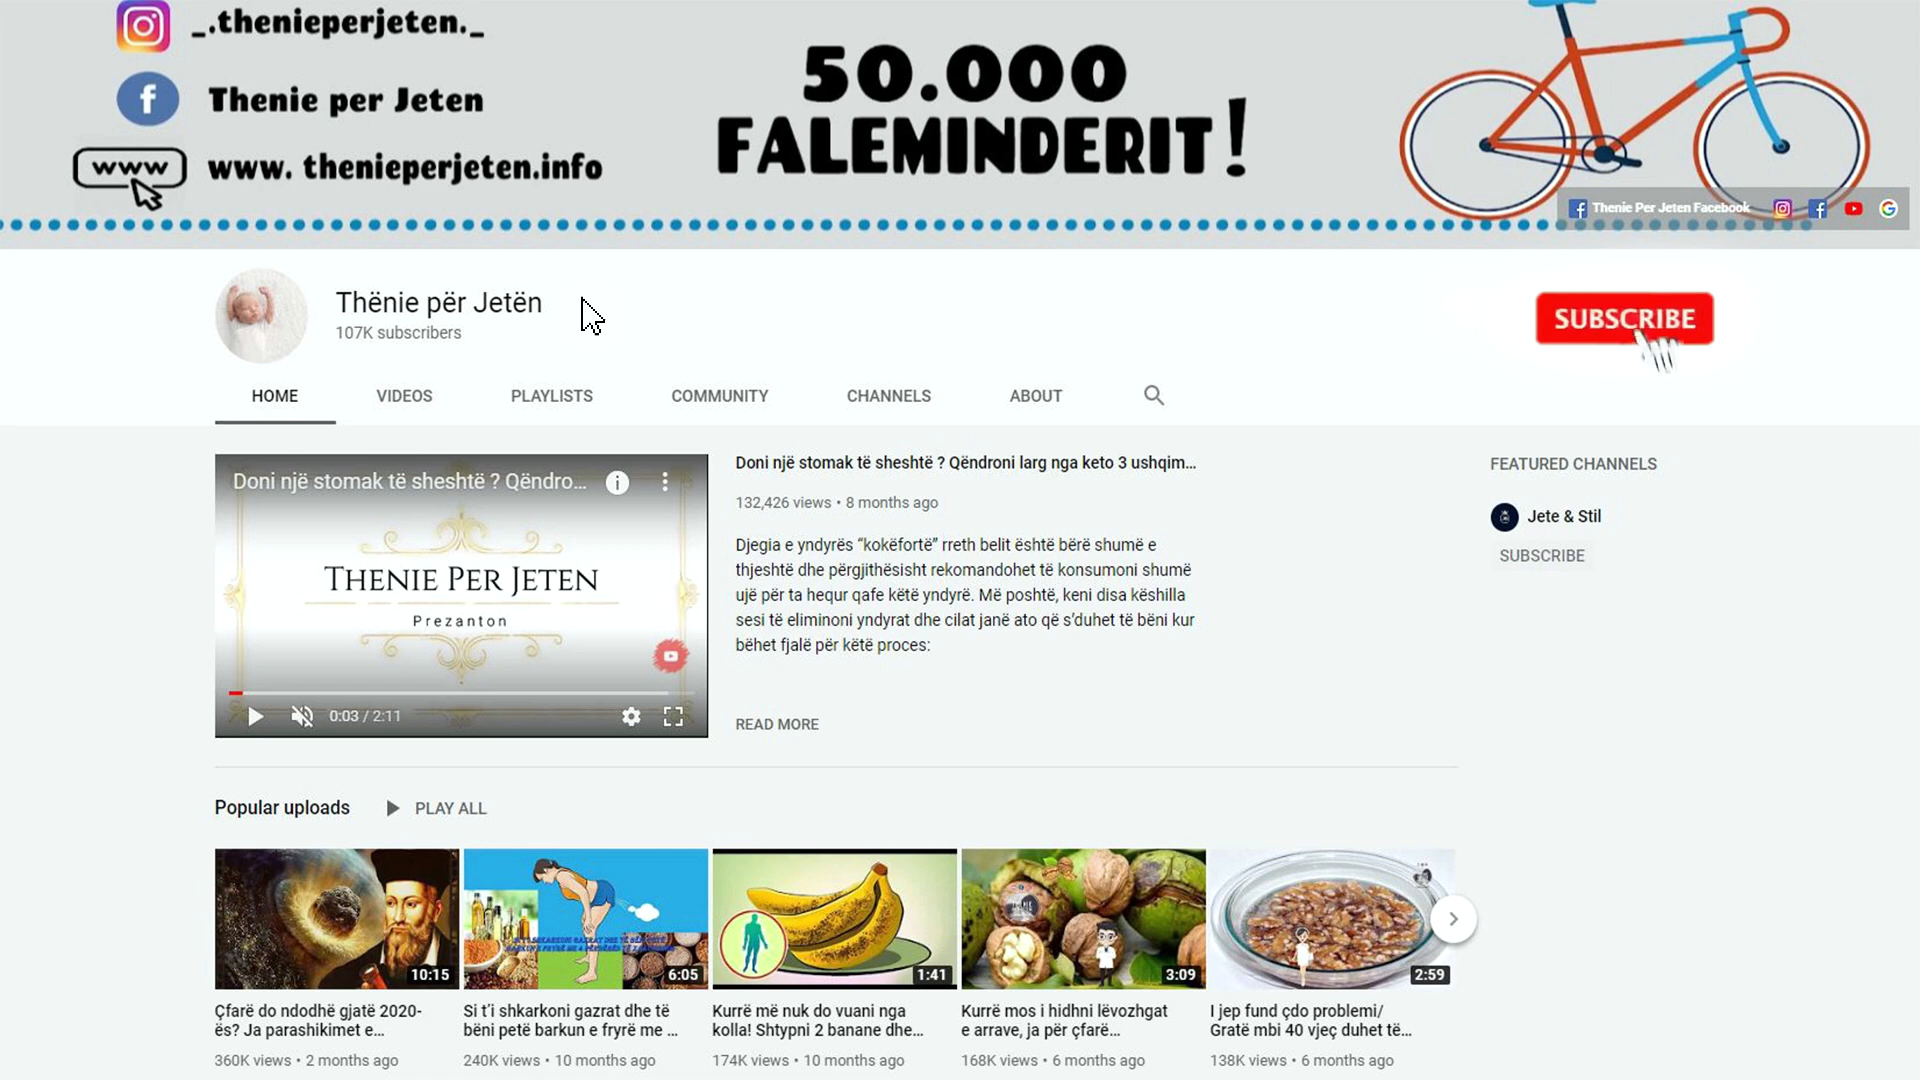 _.thenieperjeten._
Thenie per Jeten
www
www. thenieperjeten.info
50.000
FALEMINDERIT!
Thenie Per Jeten Facebook
Thënie për Jetën
107K subscribers
SUBSCRIBE
HOME
VIDEOS
PLAYLISTS
COMMUNITY
CHANNELS
ABOUT
Doni një stomak të sheshtë ? Qëndro...
THENIE PER JETEN
Prezanton
0:03 / 2:11
Doni një stomak të sheshtë ? Qëndroni larg nga keto 3 ushqim...
132,426 views • 8 months ago
Djegia e yndyrës “kokëfortë” rreth belit është bërë shumë e
thjeshtë dhe përgjithësisht rekomandohet të konsumoni shumë
ujë për ta hequr qafe këtë yndyrë. Më poshtë, keni disa këshilla
sesi të eliminoni yndyrat dhe cilat janë ato që s’duhet të bëni kur
bëhet fjalë për këtë proces:
READ MORE
FEATURED CHANNELS
Jete & Stil
SUBSCRIBE
Popular uploads
PLAY ALL
10:15
6:05
1:41
3:09
2:59
Çfarë do ndodhë gjatë 2020-
ës? Ja parashikimet e...
360K views • 2 months ago
Si t’i shkarkoni gazrat dhe të
bëni petë barkun e fryrë me ...
240K views • 10 months ago
Kurrë më nuk do vuani nga
kolla! Shtypni 2 banane dhe...
174K views • 10 months ago
Kurrë mos i hidhni lëvozhgat
e arrave, ja për çfarë...
168K views • 6 months ago
I jep fund çdo problemi/
Gratë mbi 40 vjeç duhet të...
138K views • 6 months ago